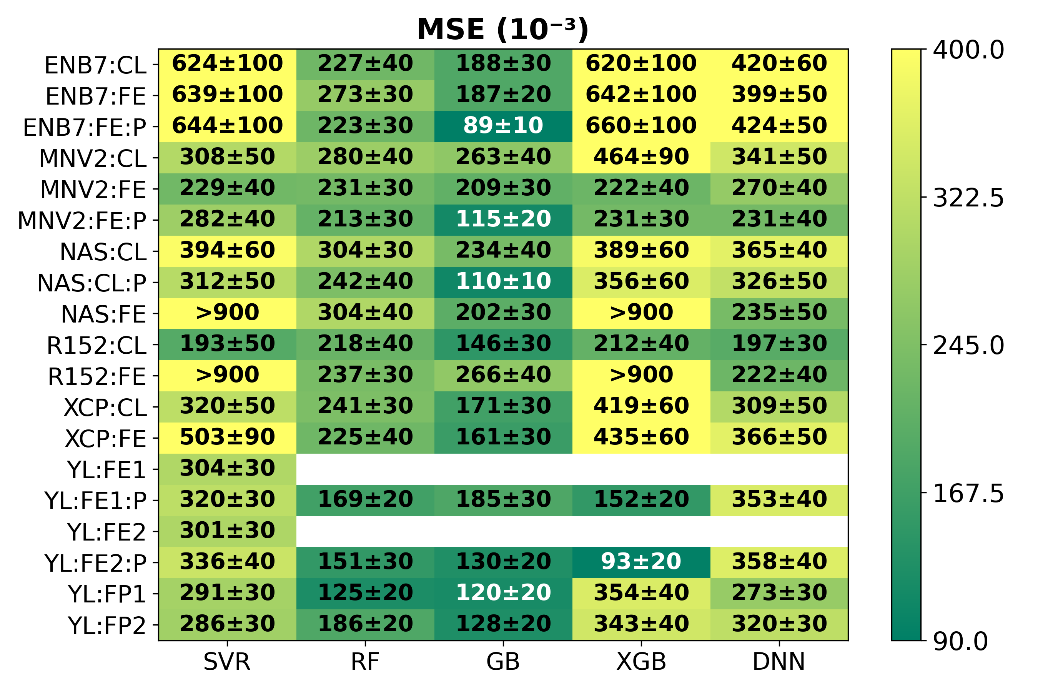 MSE (10⁻³)
ENB7:CL 624±100 227±40 188±30 620±100 420±60
ENB7:FE 639±100 273±30 187±20 642±100 399±50
ENB7:FE:P 644±100 223±30 89±10 660±100 424±50
MNV2:CL 308±50 280±40 263±40 464±90 341±50
MNV2:FE 229±40 231±30 209±30 222±40 270±40
MNV2:FE:P 282±40 213±30 115±20 231±30 231±40
NAS:CL 394±60 304±30 234±40 389±60 365±40
NAS:CL:P 312±50 242±40 110±10 356±60 326±50
NAS:FE >900 304±40 202±30 >900 235±50
R152:CL 193±50 218±40 146±30 212±40 197±30
R152:FE >900 237±30 266±40 >900 222±40
XCP:CL 320±50 241±30 171±30 419±60 309±50
XCP:FE 503±90 225±40 161±30 435±60 366±50
YL:FE1 304±30
YL:FE1:P 320±30 169±20 185±30 152±20 353±40
YL:FE2 301±30
YL:FE2:P 336±40 151±30 130±20 93±20 358±40
YL:FP1 291±30 125±20 120±20 354±40 273±30
YL:FP2 286±30 186±20 128±20 343±40 320±30
SVR RF GB XGB DNN
400.0
322.5
245.0
167.5
90.0